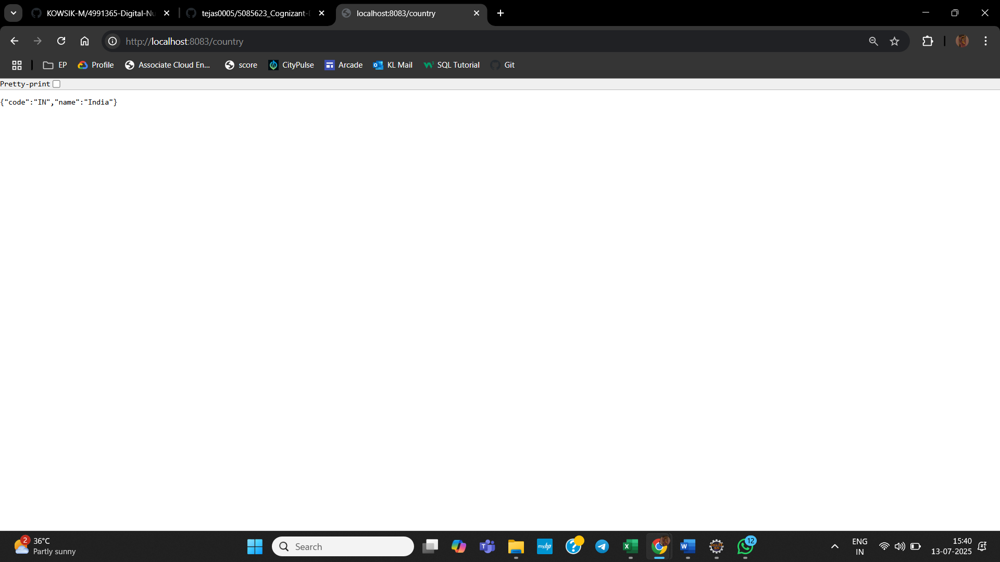 KOWSIK-M/4991365-Digital-Nu
tejas0005/5085623_Cognizant-
localhost:8083/country
http://localhost:8083/country
EP
Profile
Associate Cloud En...
score
CityPulse
Arcade
KL Mail
SQL Tutorial
Git
Pretty-print
{"code":"IN","name":"India"}
2
36°C
Partly sunny
Search
myhp
12
ENG
IN
15:40
13-07-2025